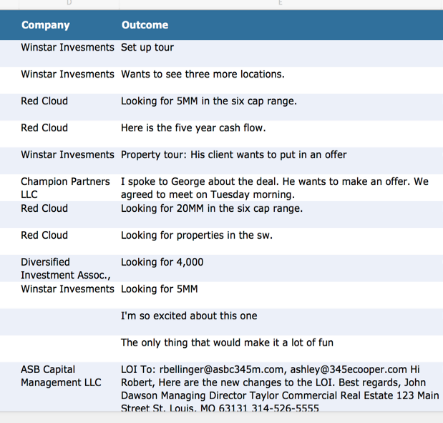 D E
Company Outcome
Winstar Invesments Set up tour
Winstar Invesments Wants to see three more locations.
Red Cloud Looking for 5MM in the six cap range.
Red Cloud Here is the five year cash flow.
Winstar Invesments Property tour: His client wants to put in an offer
Champion Partners I spoke to George about the deal. He wants to make an offer. We
LLC agreed to meet on Tuesday morning.
Red Cloud Looking for 20MM in the six cap range.
Red Cloud Looking for properties in the sw.
Diversified Looking for 4,000
Investment Assoc.,
Winstar Invesments Looking for 5MM
I'm so excited about this one
The only thing that would make it a lot of fun
ASB Capital LOI To: rbellinger@asbc345m.com, ashley@345ecooper.com Hi
Management LLC Robert, Here are the new changes to the LOI. Best regards, John
Dawson Managing Director Taylor Commercial Real Estate 123 Main
Street St. Louis, MO 63131 314-526-5555